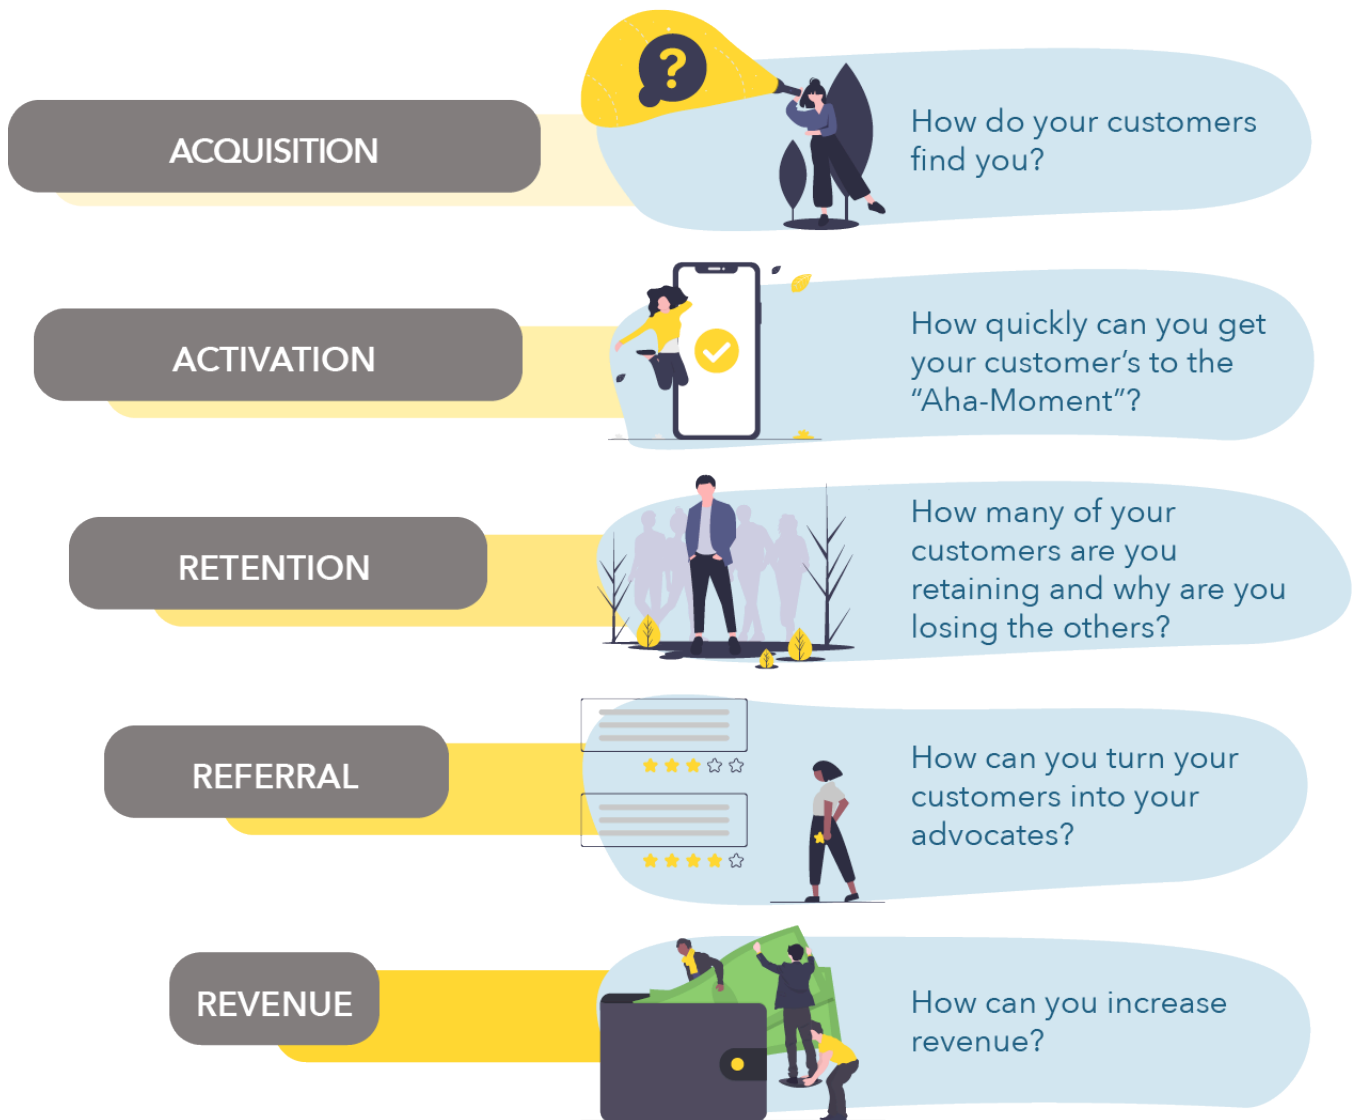 ACQUISITION
How do your customers
find you?
ACTIVATION
How quickly can you get
your customer’s to the
“Aha-Moment”?
RETENTION
How many of your
customers are you
retaining and why are you
losing the others?
REFERRAL
How can you turn your
customers into your
advocates?
REVENUE
How can you increase
revenue?